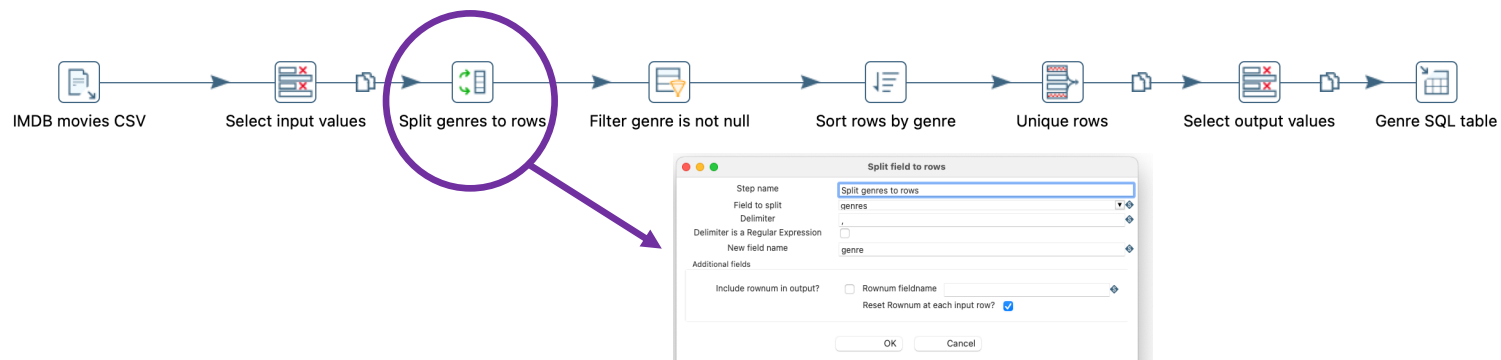 IMDB movies CSV
Select input values
Split genres to rows
Filter genre is not null
Sort rows by genre
Unique rows
Select output values
Genre SQL table
Split field to rows
Step name
Split genres to rows
Field to split
genres
Delimiter
,
Delimiter is a Regular Expression
New field name
genre
Additional fields
Include rownum in output?
Rownum fieldname
Reset Rownum at each input row?
OK
Cancel